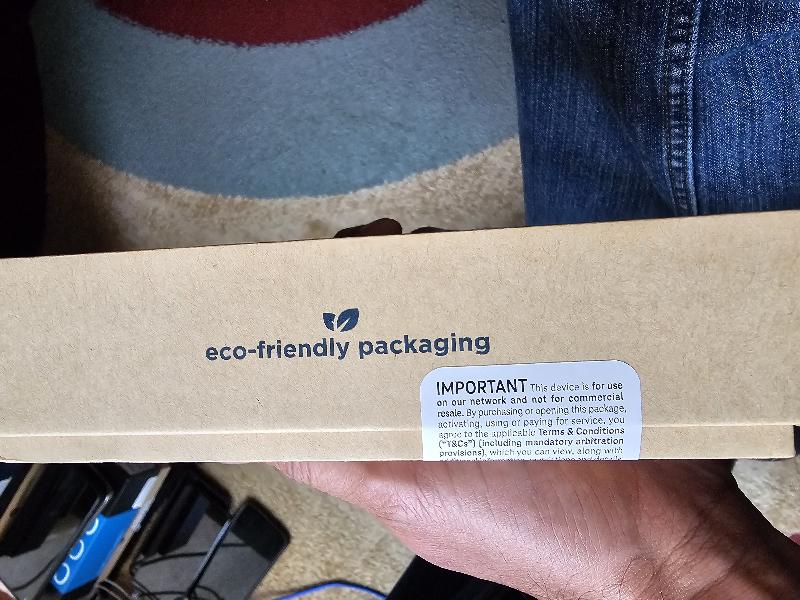 eco-friendly packaging
IMPORTANT This device is for use
on our network and not for commercial
resale. By purchasing or opening this package,
activating, using or paying for service, you
agree to the applicable Terms & Conditions
("T&Cs") (including mandatory arbitration
provisions), which you can view, along with